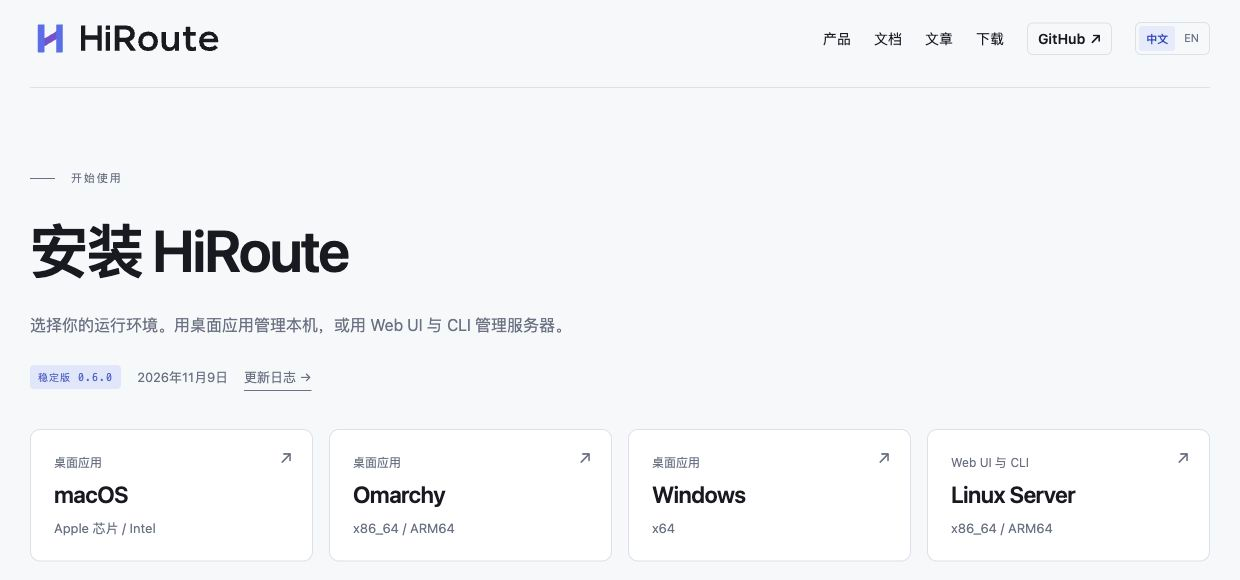 HiRoute
产品 文档 文章 下载 GitHub ↗ 中文 EN
开始使用
安装 HiRoute
选择你的运行环境。用桌面应用管理本机，或用 Web UI 与 CLI 管理服务器。
稳定版 0.6.0 2026年11月9日 更新日志 →
桌面应用 ↗
macOS
Apple 芯片 / Intel
桌面应用 ↗
Omarchy
x86_64 / ARM64
桌面应用 ↗
Windows
x64
Web UI 与 CLI ↗
Linux Server
x86_64 / ARM64